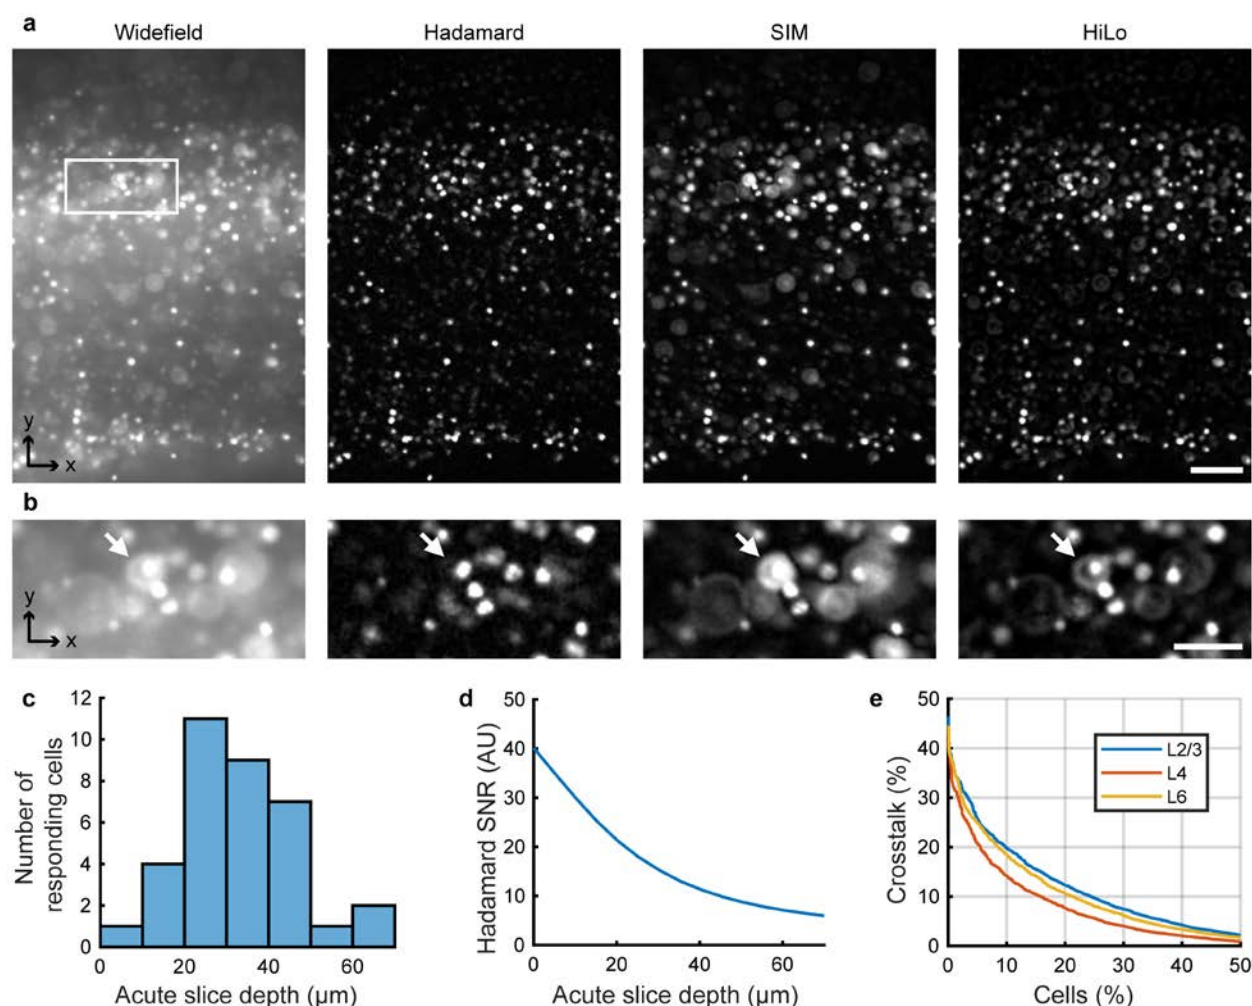 a
Widefield Hadamard SIM HiLo
y
x
b
y
x
c
12
10
8
6
4
2
0
Number of
responding cells
0 20 40 60
Acute slice depth (µm)
d
50
40
30
20
10
0
Hadamard SNR (AU)
0 20 40 60
Acute slice depth (µm)
e
50
40
30
20
10
0
Crosstalk (%)
L2/3
L4
L6
0 10 20 30 40 50
Cells (%)